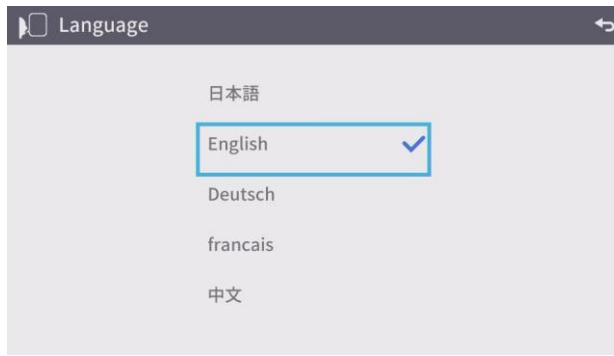 Language
日本語
English
Deutsch
francais
中文